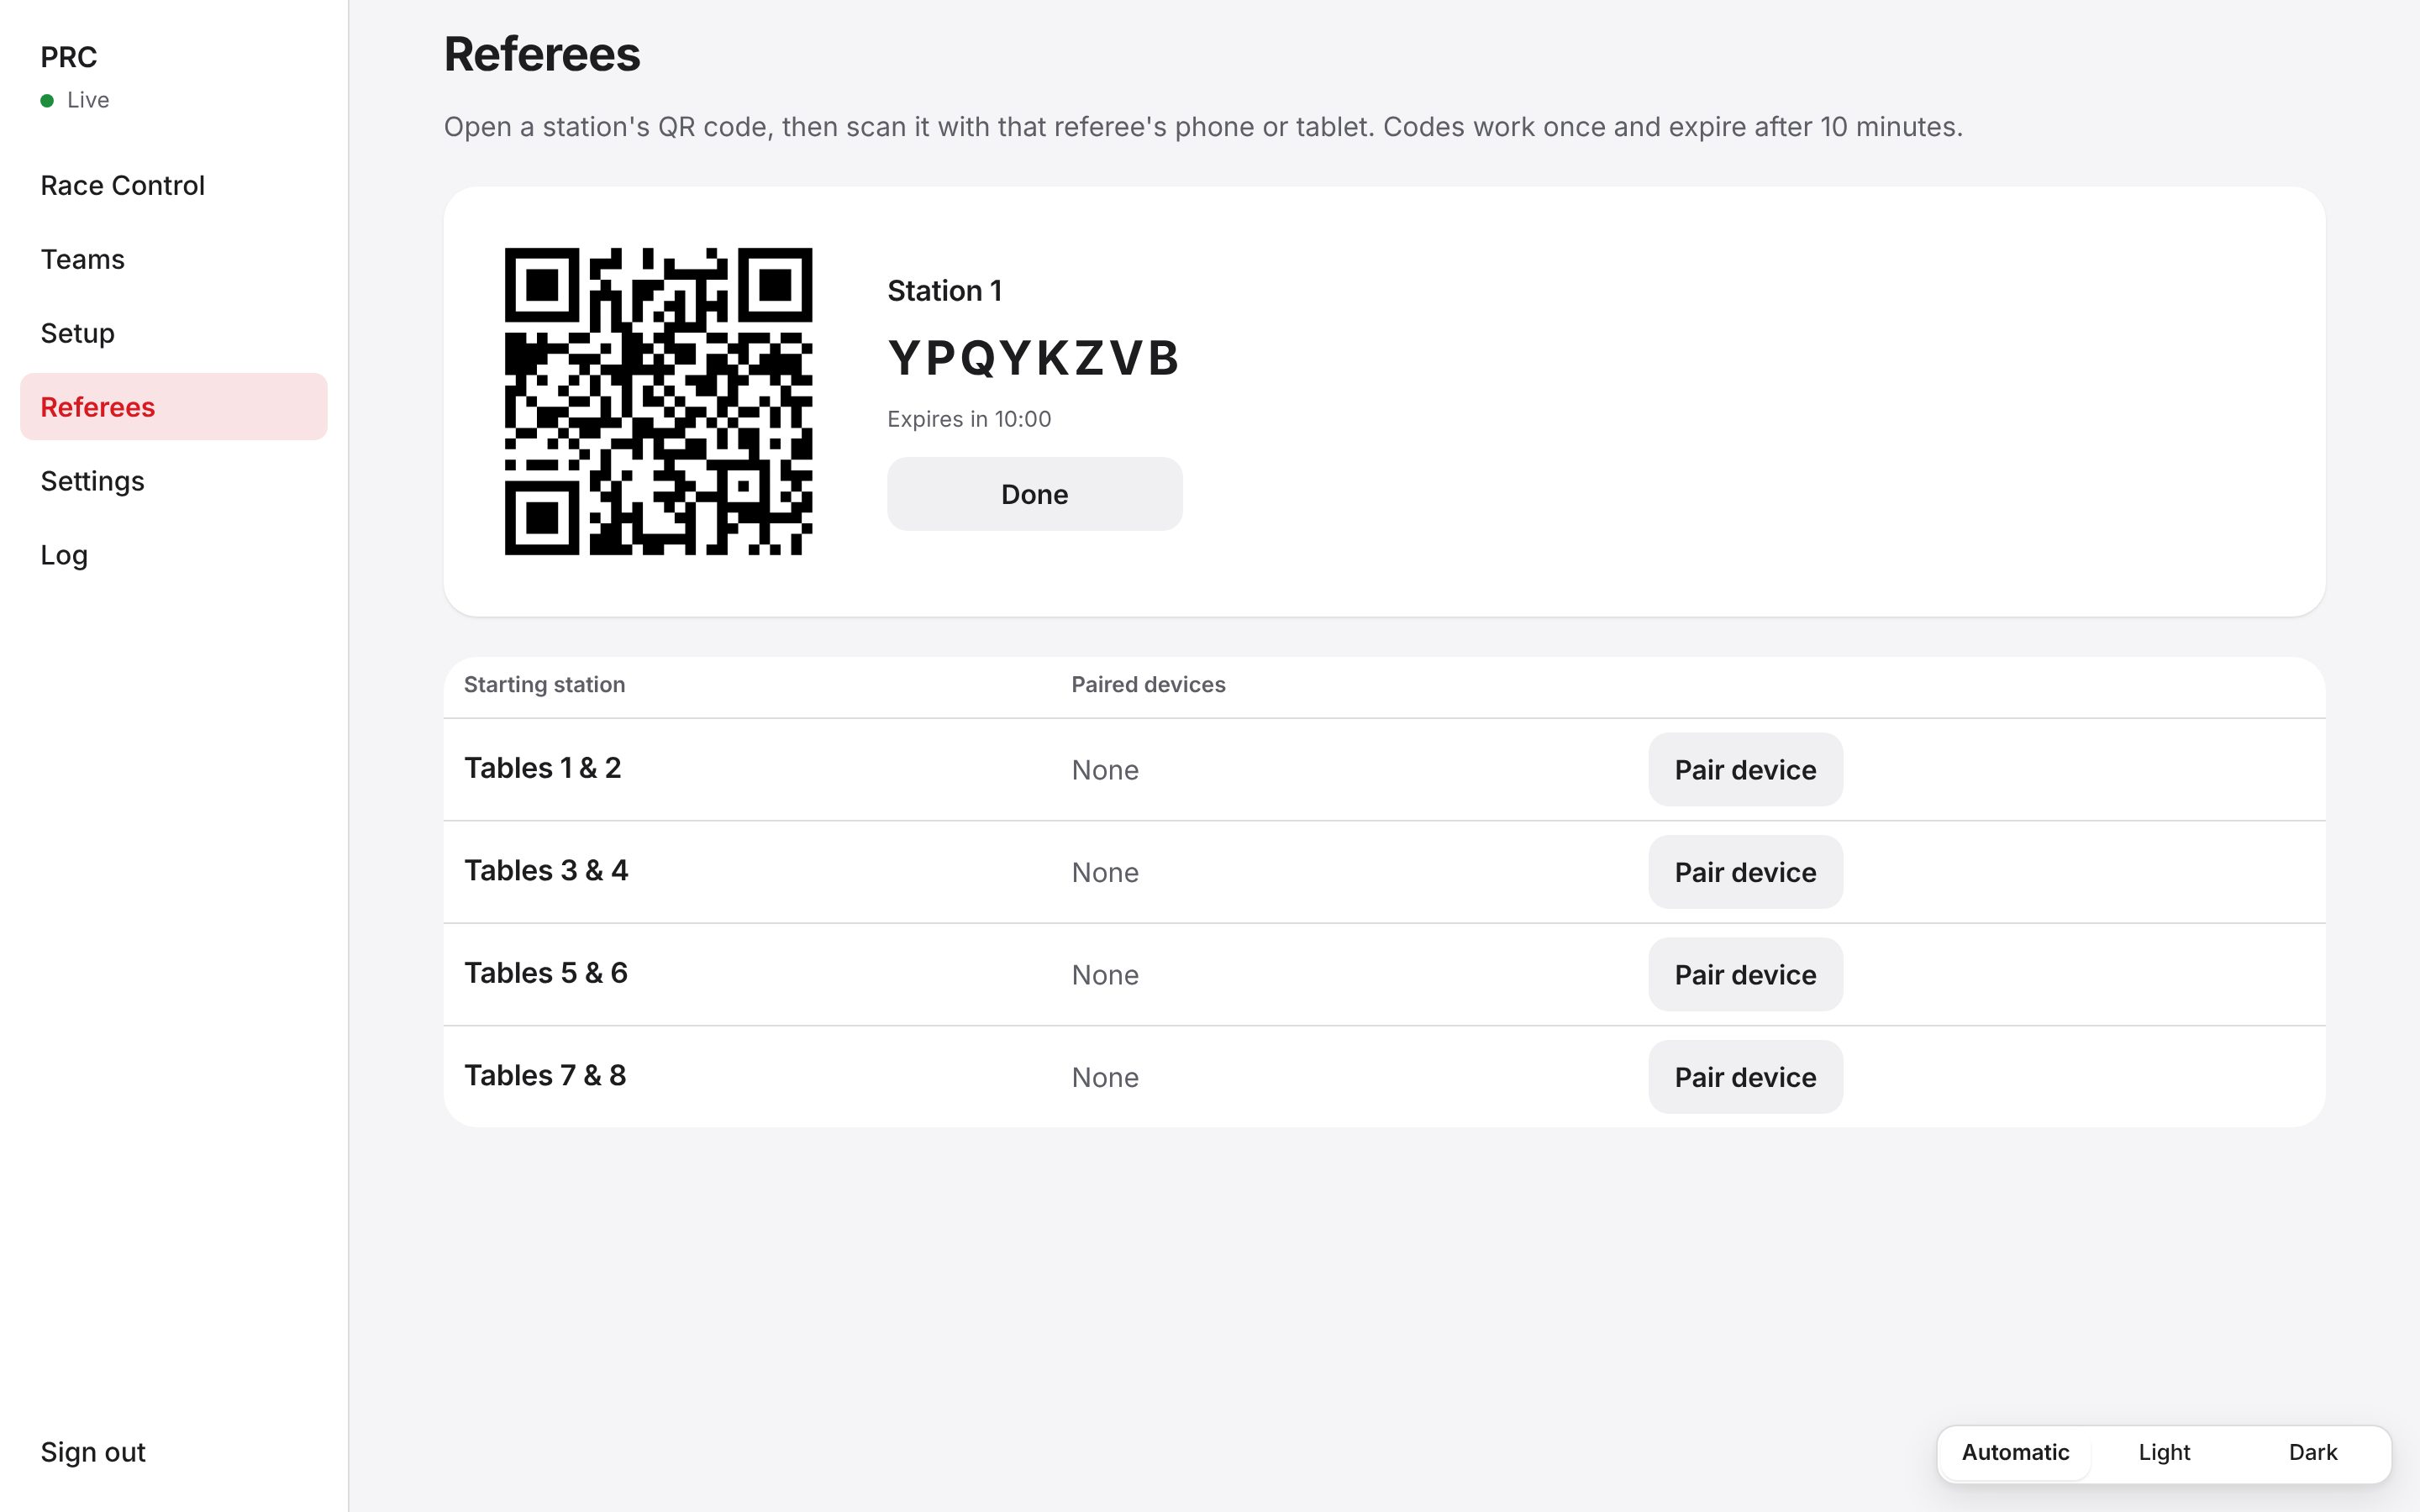 PRC
Live
Race Control
Teams
Setup
Referees
Settings
Log
Sign out
Referees
Open a station's QR code, then scan it with that referee's phone or tablet. Codes work once and expire after 10 minutes.
Station 1
YPQYKZVB
Expires in 10:00
Done
Starting station Paired devices
Tables 1 & 2 None Pair device
Tables 3 & 4 None Pair device
Tables 5 & 6 None Pair device
Tables 7 & 8 None Pair device
Automatic Light Dark